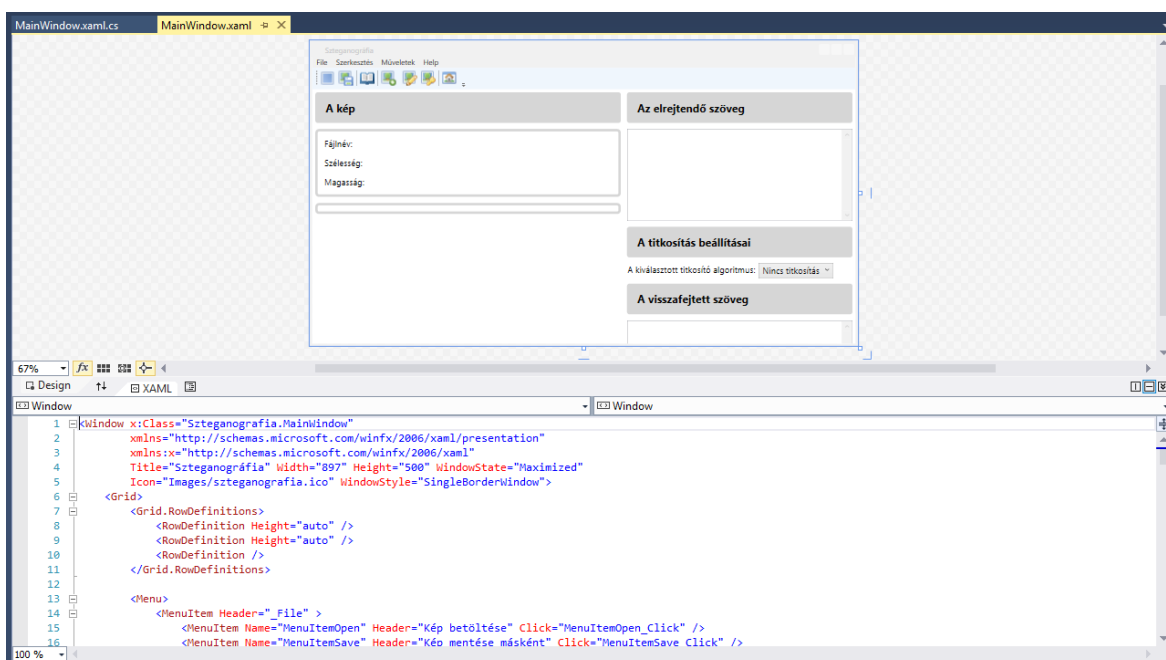 MainWindow.xaml.cs MainWindow.xaml
Szteganográfia
File Szerkesztés Műveletek Help
A kép
Az elrejtendő szöveg
Fájlnév:
Szélesség:
Magasság:
A titkosítás beállításai
A kiválasztott titkosító algoritmus: Nincs titkosítás
A visszafejtett szöveg
67% fx
Design XAML
Window Window
1 <Window x:Class="Szteganografia.MainWindow"
2 xmlns="http://schemas.microsoft.com/winfx/2006/xaml/presentation"
3 xmlns:x="http://schemas.microsoft.com/winfx/2006/xaml"
4 Title="Szteganográfia" Width="897" Height="500" WindowState="Maximized"
5 Icon="Images/szteganografia.ico" WindowStyle="SingleBorderWindow">
6 <Grid>
7 <Grid.RowDefinitions>
8 <RowDefinition Height="auto" />
9 <RowDefinition Height="auto" />
10 <RowDefinition />
11 </Grid.RowDefinitions>
12
13 <Menu>
14 <MenuItem Header="_File" >
15 <MenuItem Name="MenuItemOpen" Header="Kép betöltése" Click="MenuItemOpen_Click" />
16 <MenuItem Name="MenuItemSave" Header="Kép mentése másként" Click="MenuItemSave_Click" />
100 %